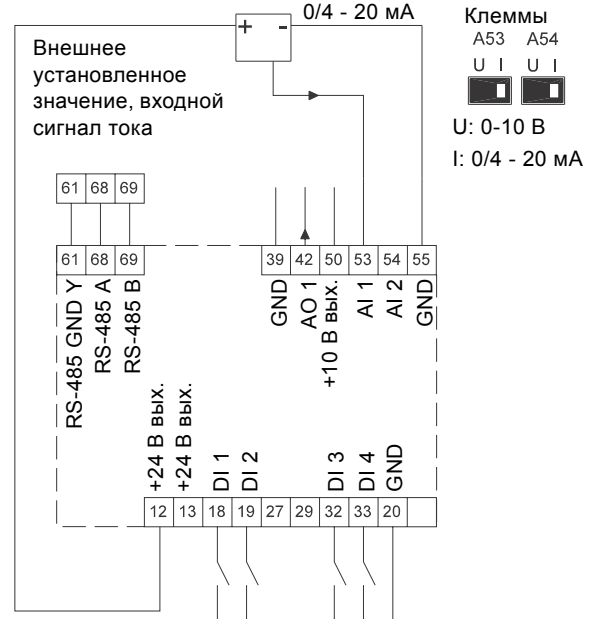 0/4 - 20 мА
+ -
Внешнее
установленное
значение, входной
сигнал тока
Клеммы
A53 A54
U I U I
U: 0-10 В
I: 0/4 - 20 мА
61 68 69
61 68 69
RS-485 GND Y
RS-485 A
RS-485 B
39 42 50 53 54 55
GND
AO 1
+10 В вых.
AI 1
AI 2
GND
+24 В вых.
+24 В вых.
DI 1
DI 2
DI 3
DI 4
GND
12 13 18 19 27 29 32 33 20